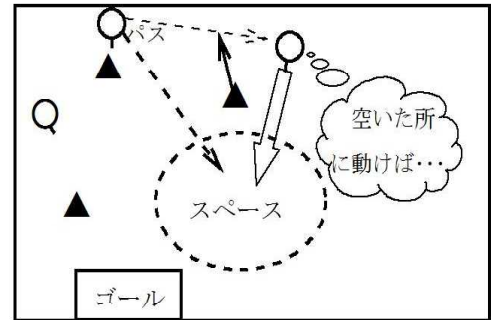 パス
空いた所
に動けば・・・
スペース
ゴール